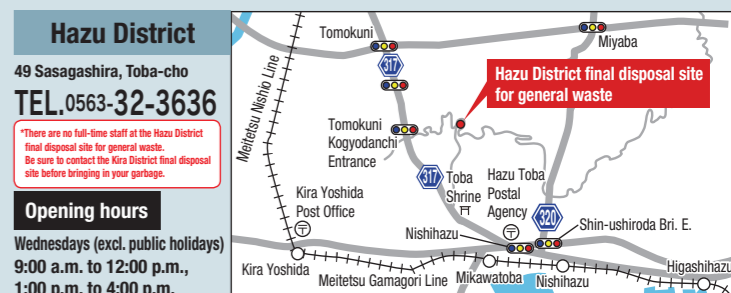 Hazu District
49 Sasagashira, Toba-cho
TEL.0563-32-3636
*There are no full-time staff at the Hazu District
final disposal site for general waste.
Be sure to contact the Kira District final disposal
site before bringing in your garbage.
Opening hours
Wednesdays (excl. public holidays)
9:00 a.m. to 12:00 p.m.,
1:00 p.m. to 4:00 p.m.
Tomokuni
Miyaba
317
Meitetsu Nishio Line
Hazu District final disposal site
for general waste
Tomokuni
Kogyodanchi
Entrance
317
Toba
Shrine
Hazu Toba
Postal
Agency
320
Kira Yoshida
Post Office
Nishihazu
Shin-ushiroda Bri. E.
Kira Yoshida
Meitetsu Gamagori Line
Mikawatoba
Nishihazu
Higashihazu